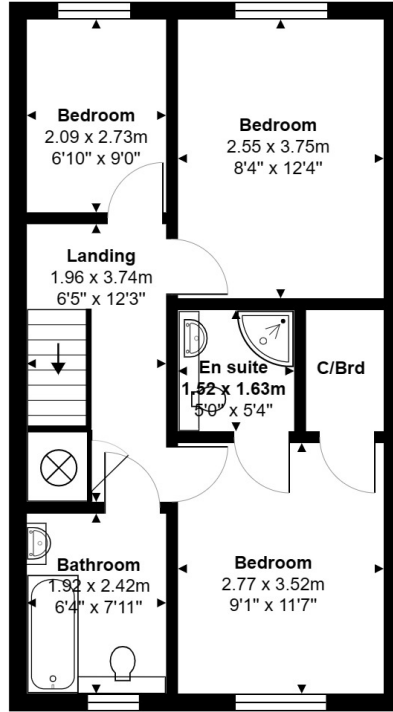 Bedroom
2.09 x 2.73m
6'10" x 9'0"
Bedroom
2.55 x 3.75m
8'4" x 12'4"
Landing
1.96 x 3.74m
6'5" x 12'3"
En suite
1.52 x 1.63m
5'0" x 5'4"
C/Brd
Bathroom
1.92 x 2.42m
6'4" x 7'11"
Bedroom
2.77 x 3.52m
9'1" x 11'7"